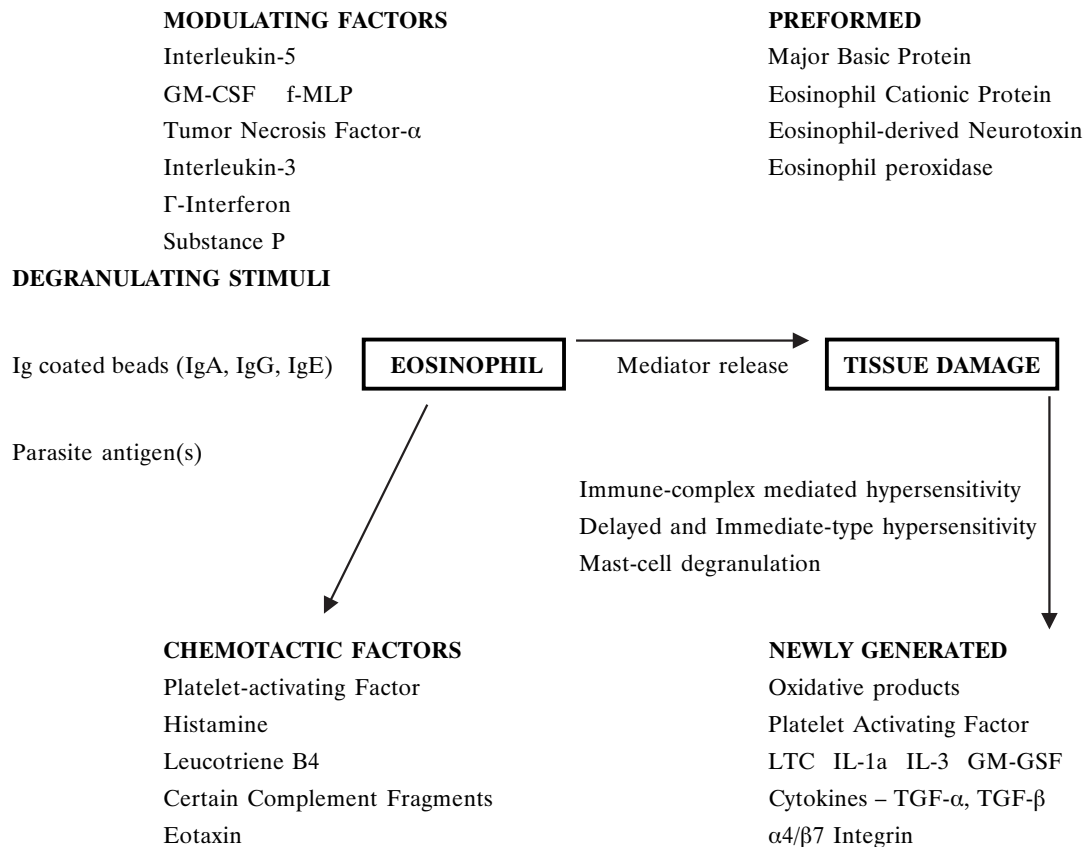 MODULATING FACTORS
Interleukin-5
GM-CSF f-MLP
Tumor Necrosis Factor-α
Interleukin-3
Γ-Interferon
Substance P
PREFORMED
Major Basic Protein
Eosinophil Cationic Protein
Eosinophil-derived Neurotoxin
Eosinophil peroxidase
DEGRANULATING STIMULI
Ig coated beads (IgA, IgG, IgE)
EOSINOPHIL
Mediator release
TISSUE DAMAGE
Parasite antigen(s)
Immune-complex mediated hypersensitivity
Delayed and Immediate-type hypersensitivity
Mast-cell degranulation
CHEMOTACTIC FACTORS
Platelet-activating Factor
Histamine
Leucotriene B4
Certain Complement Fragments
Eotaxin
NEWLY GENERATED
Oxidative products
Platelet Activating Factor
LTC IL-1a IL-3 GM-GSF
Cytokines – TGF-α, TGF-β
α4/β7 Integrin